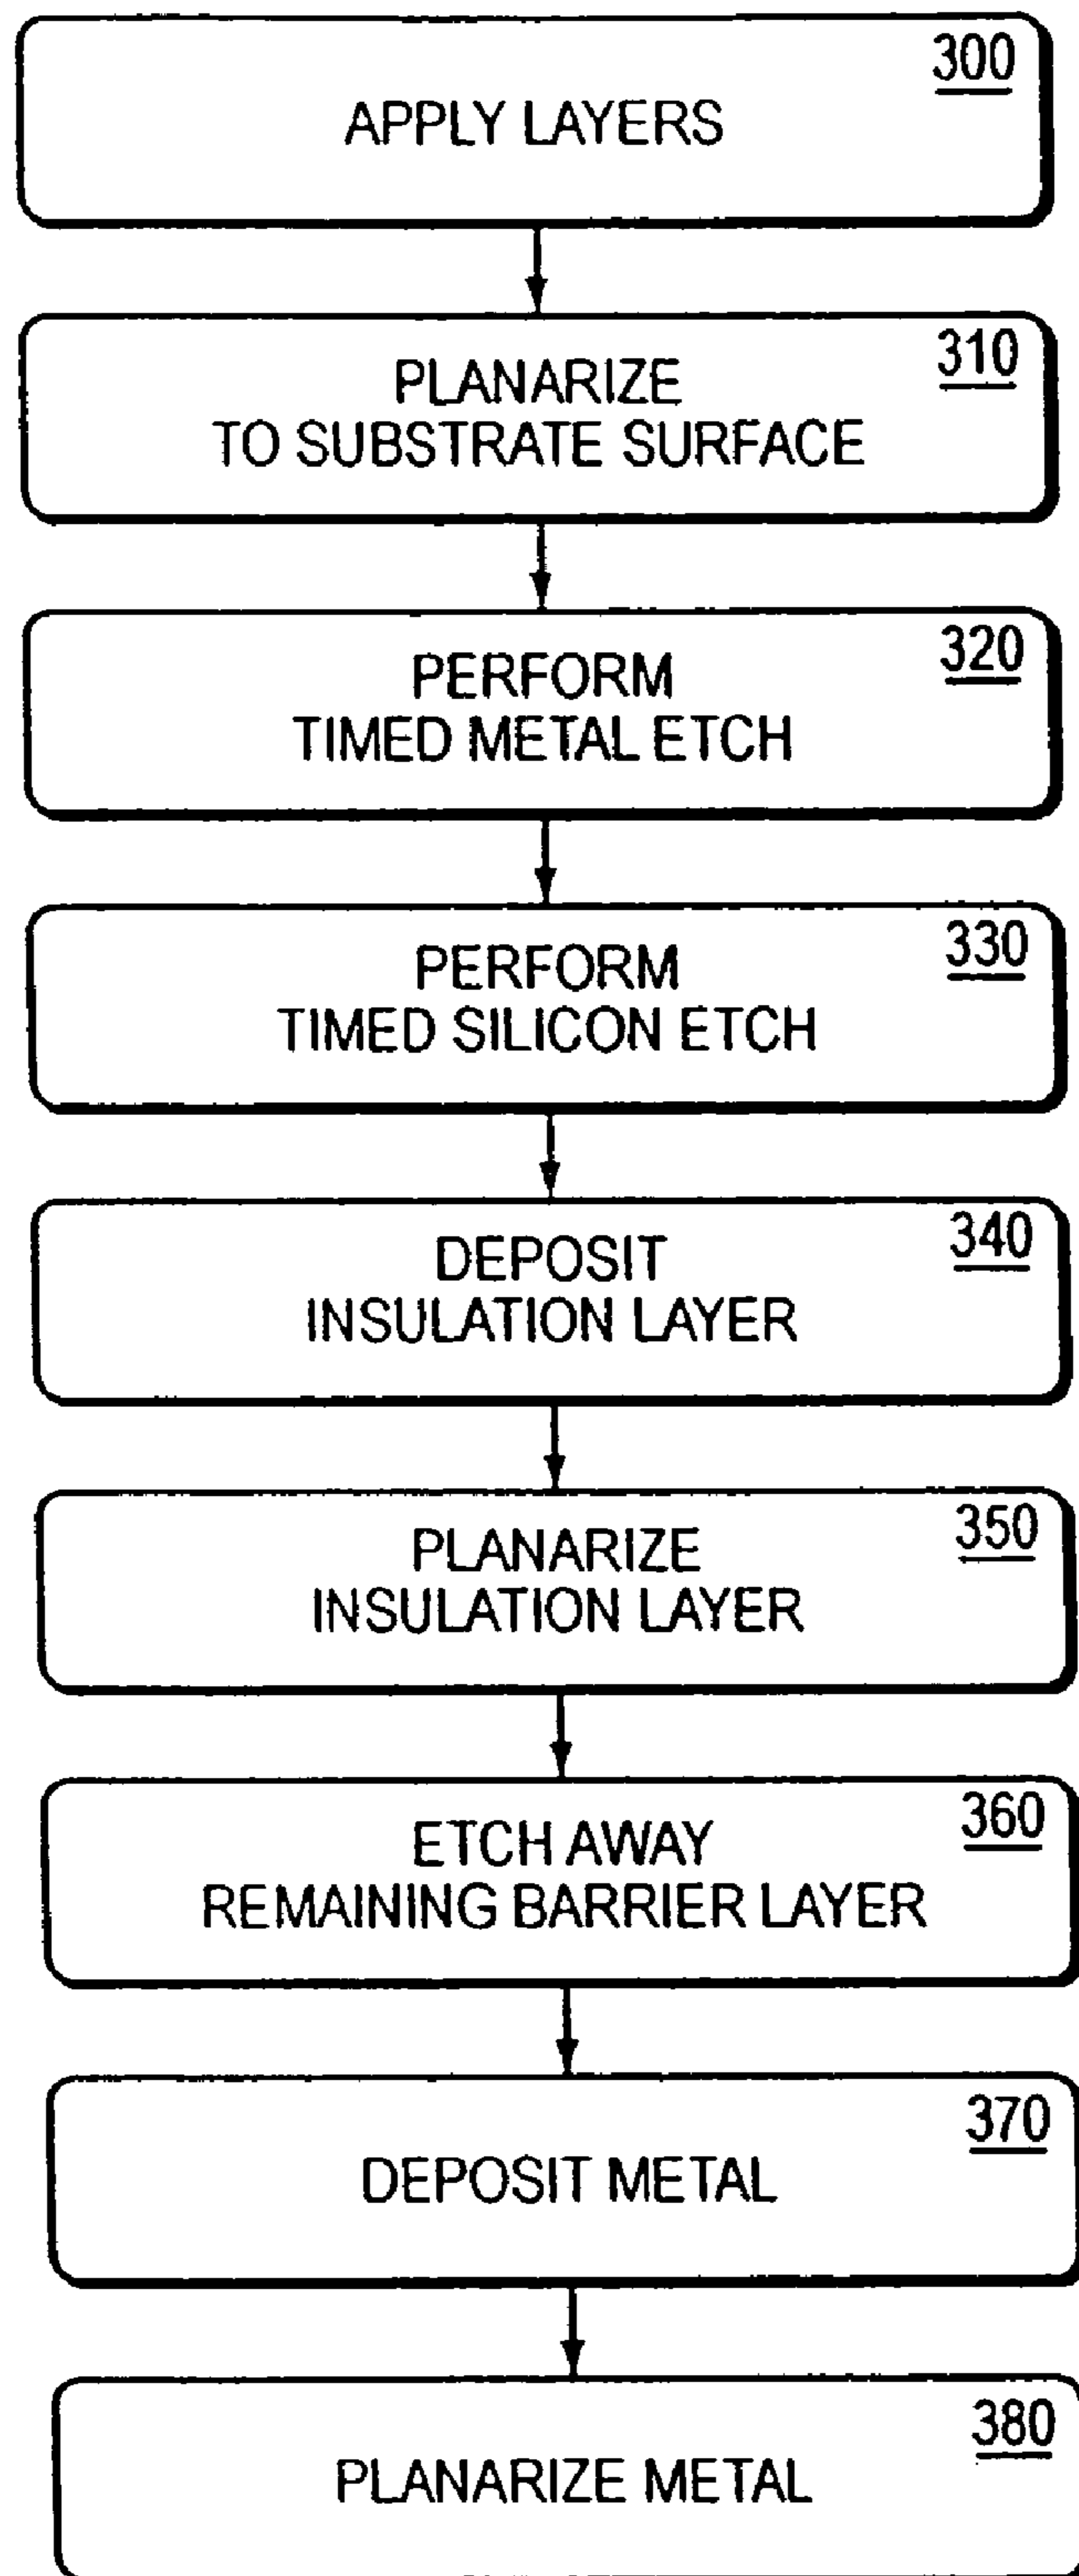 300
APPLY LAYERS
310
PLANARIZE
TO SUBSTRATE SURFACE
320
PERFORM
TIMED METAL ETCH
330
PERFORM
TIMED SILICON ETCH
340
DEPOSIT
INSULATION LAYER
350
PLANARIZE
INSULATION LAYER
360
ETCH AWAY
REMAINING BARRIER LAYER
370
DEPOSIT METAL
380
PLANARIZE METAL